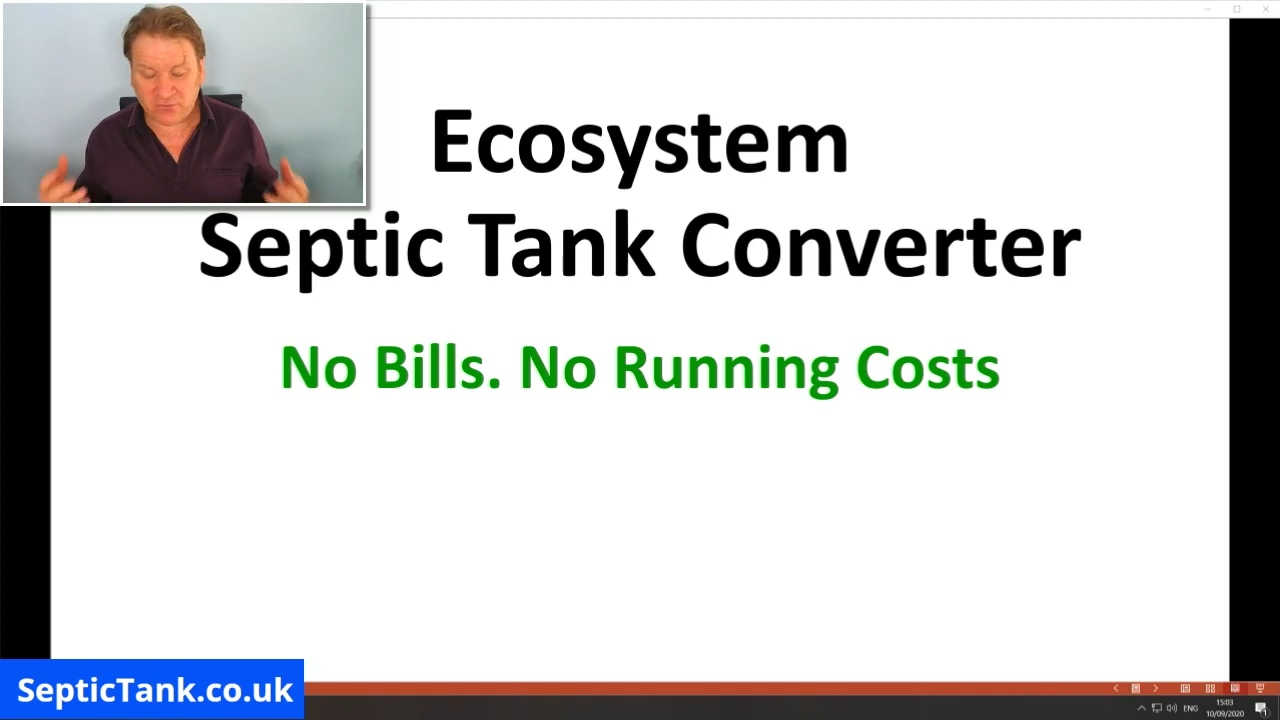 Ecosystem
Septic Tank Converter
No Bills. No Running Costs
SepticTank.co.uk
ENG
15:03
10/09/2020